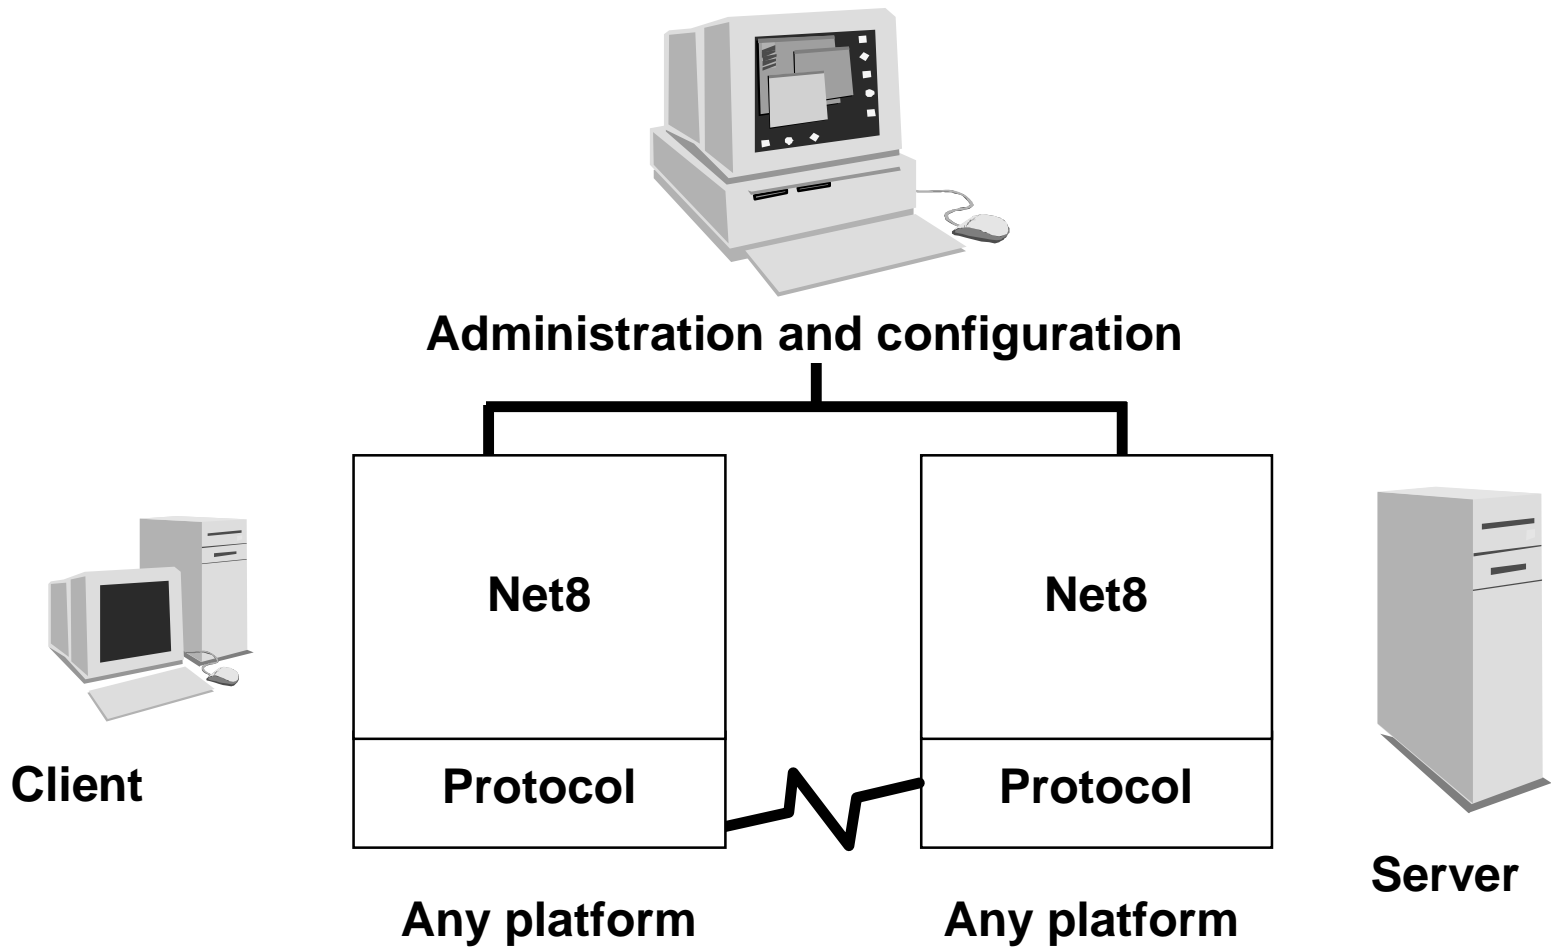 Administration and configuration
Net8
Net8
Client
Protocol
Protocol
Server
Any platform
Any platform